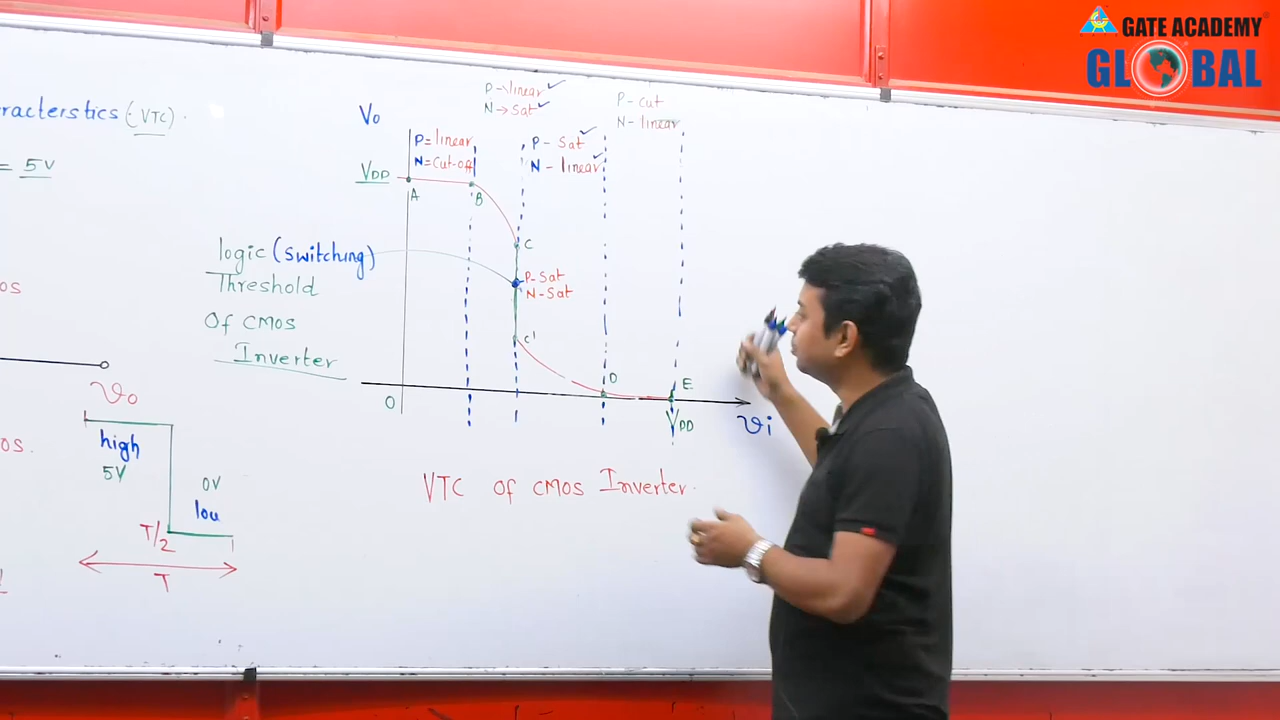 GATE ACADEMY
GLOBAL
racterstics (:VTC).
= 5V
os
Vo
high
5V
0V
low
T/2
T
os.
Vo
VDD
P→linear
N→Sat
P=linear
N=Cut-off
P- Sat
N- linear
P-cut
N-linear
A
B
C
P-Sat
N-Sat
C'
D
E
VDD
O
Vi
logic (switching)
Threshold
Of CMOS
Inverter
VTC of CMOS Inverter.